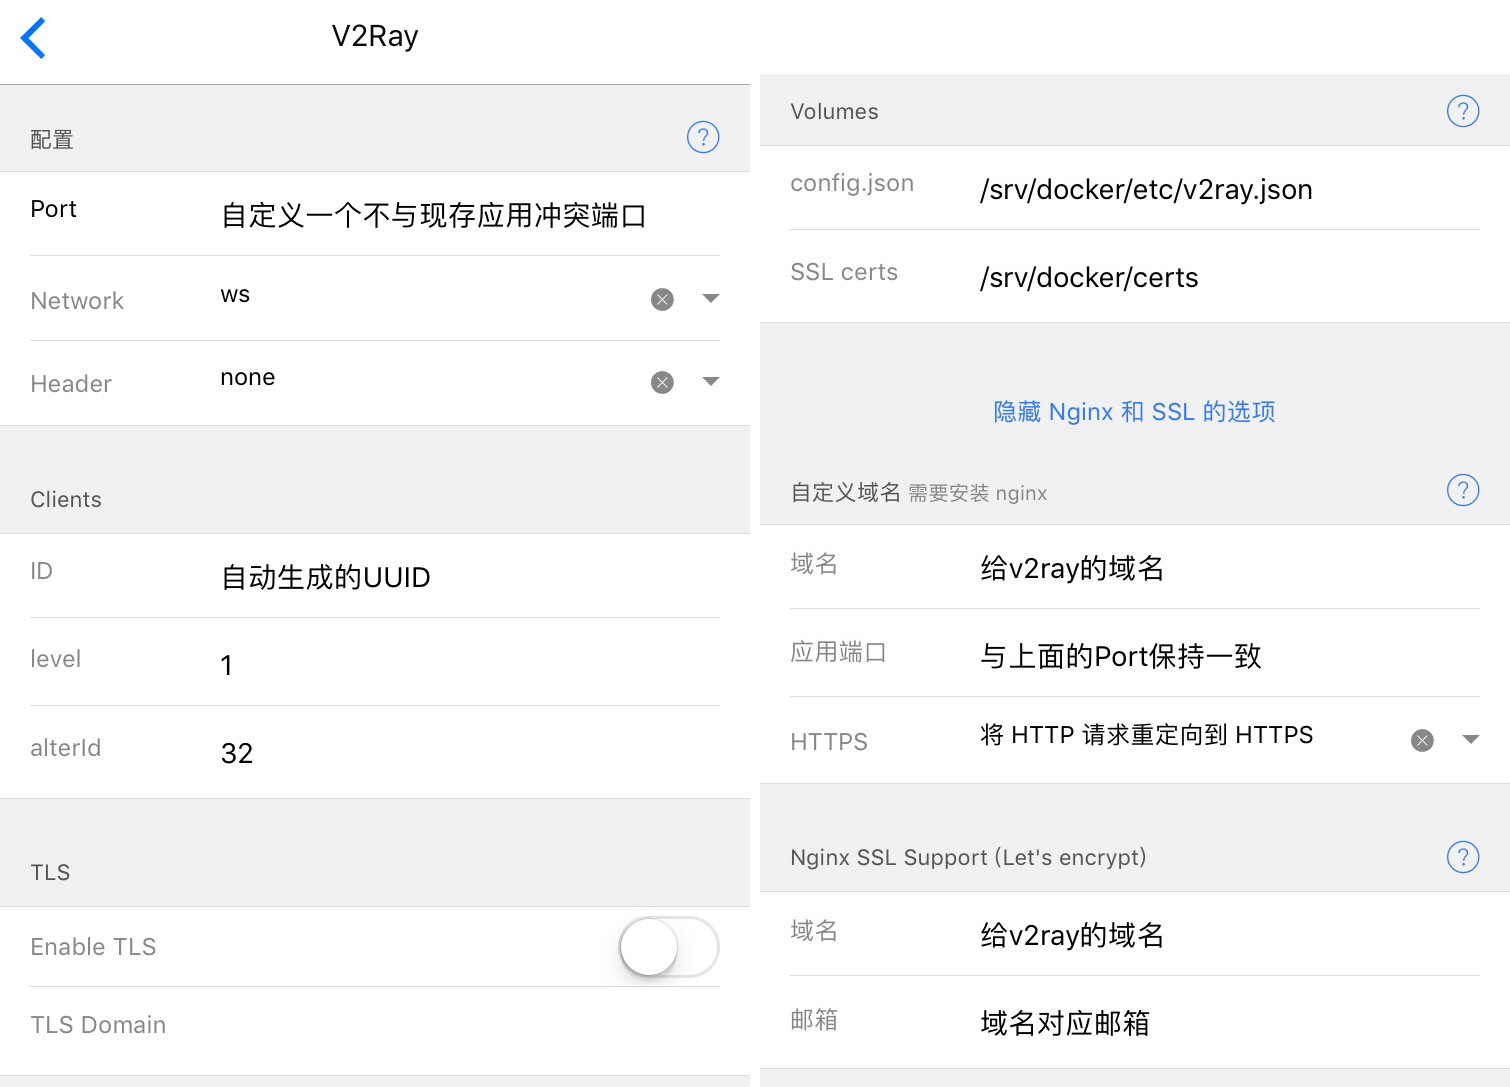 V2Ray
配置
Port 自定义一个不与现存应用冲突端口
Network ws
Header none
Clients
ID 自动生成的UUID
level 1
alterId 32
TLS
Enable TLS
TLS Domain
Volumes
config.json /srv/docker/etc/v2ray.json
SSL certs /srv/docker/certs
隐藏 Nginx 和 SSL 的选项
自定义域名 需要安装 nginx
域名 给v2ray的域名
应用端口 与上面的Port保持一致
HTTPS 将 HTTP 请求重定向到 HTTPS
Nginx SSL Support (Let's encrypt)
域名 给v2ray的域名
邮箱 域名对应邮箱